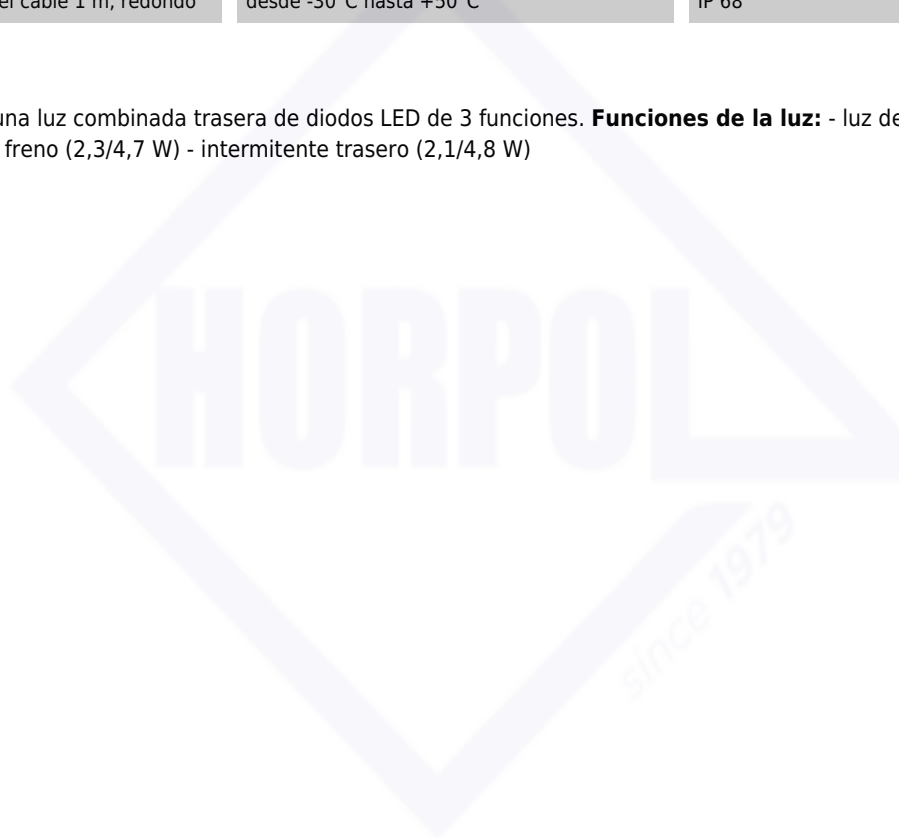 el cable 1 m, redondo
desde -30°C hasta +50°C
IP 68
una luz combinada trasera de diodos LED de 3 funciones. Funciones de la luz: - luz de
freno (2,3/4,7 W) - intermitente trasero (2,1/4,8 W)
HORPOL
since 1979